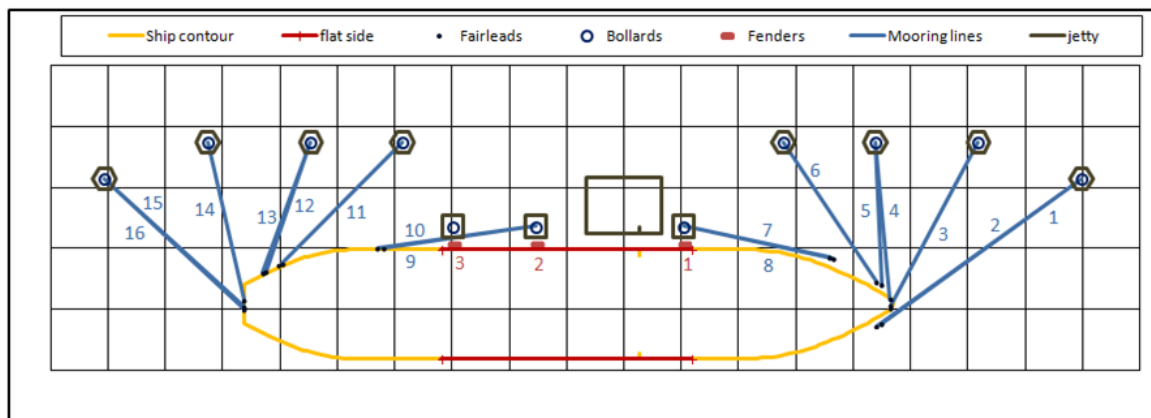 Ship contour flat side Fairleads Bollards Fenders Mooring lines jetty
6
15 14 13 12 11 5 4 2 1
16 10 7 3
9 3 2 1 8